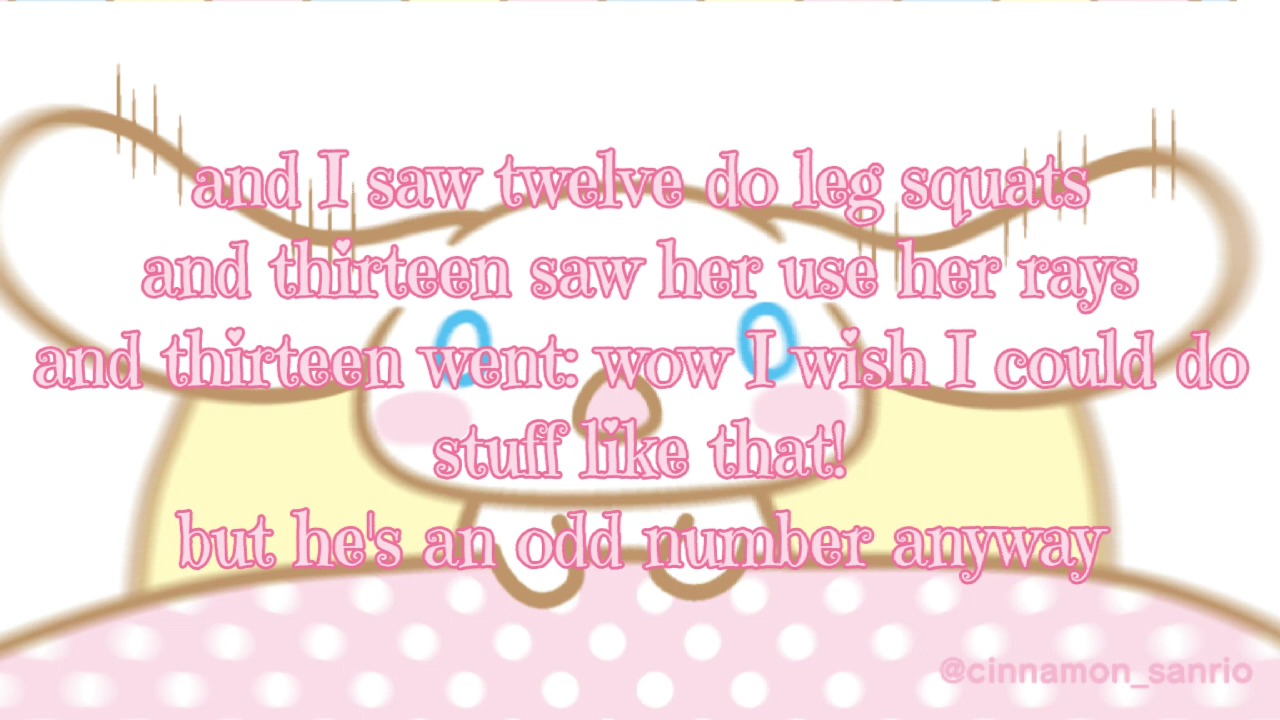 and I saw twelve do leg squats
and thirteen saw her use her rays
and thirteen went: wow I wish I could do
stuff like that!
but he's an odd number anyway
@cinnamon_sanrio